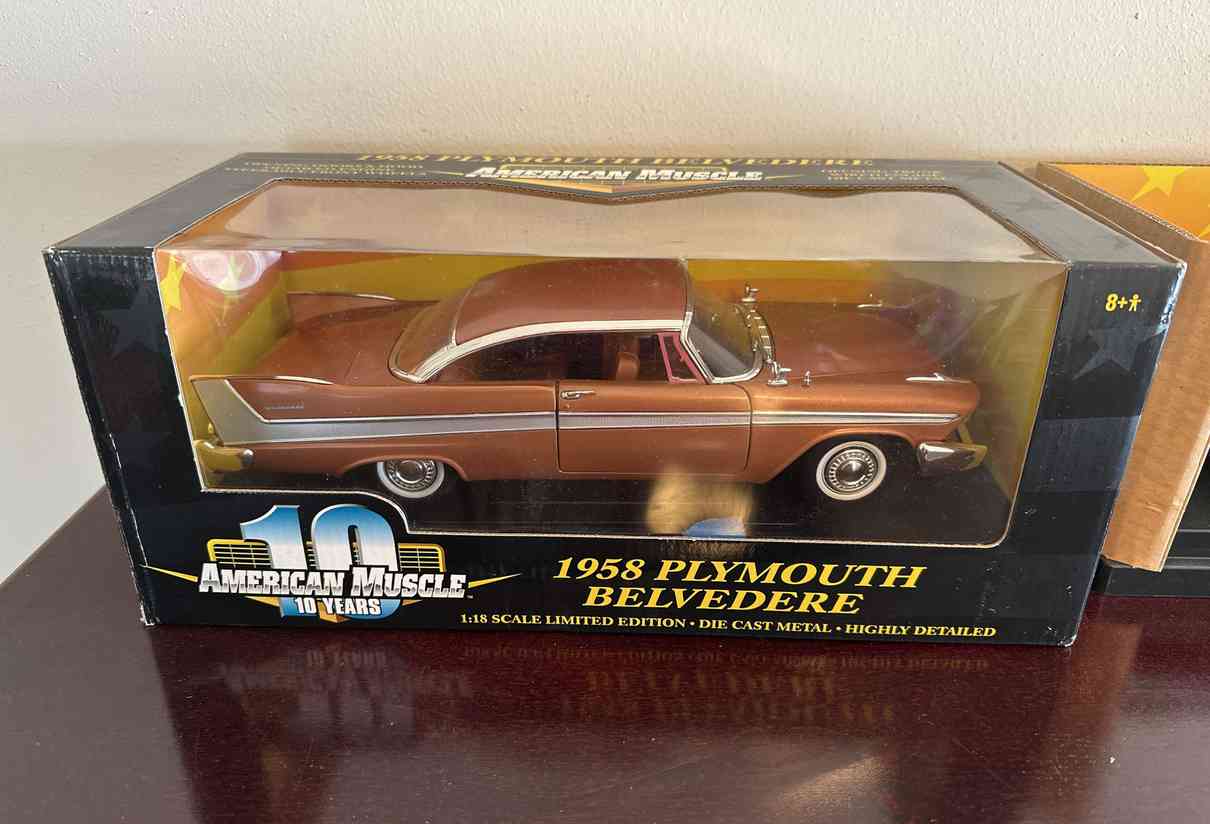 1958 PLYMOUTH BELVEDERE
AMERICAN MUSCLE
8+
10
AMERICAN MUSCLE™
10 YEARS
1958 PLYMOUTH
BELVEDERE
1:18 SCALE LIMITED EDITION • DIE CAST METAL • HIGHLY DETAILED